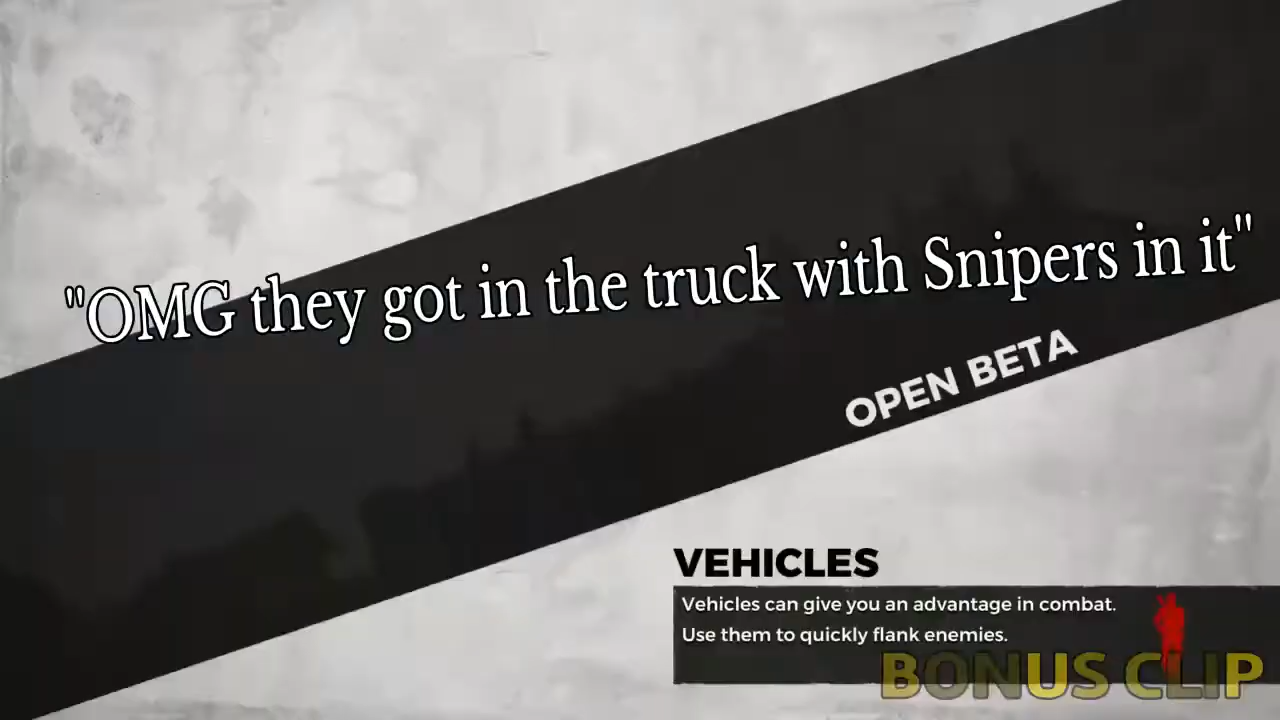 "OMG they got in the truck with Snipers in it"
OPEN BETA
VEHICLES
Vehicles can give you an advantage in combat.
Use them to quickly flank enemies.
BONUS CLIP